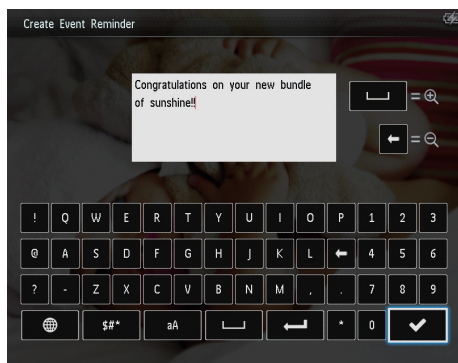 Create Event Reminder
Congratulations on your new bundle
of sunshine!!
=
=
! Q W E R T Y U I O P 1 2 3
@ A S D F G H J K L 4 5 6
? - Z X C V B N M , . 7 8 9
$#* aA * 0